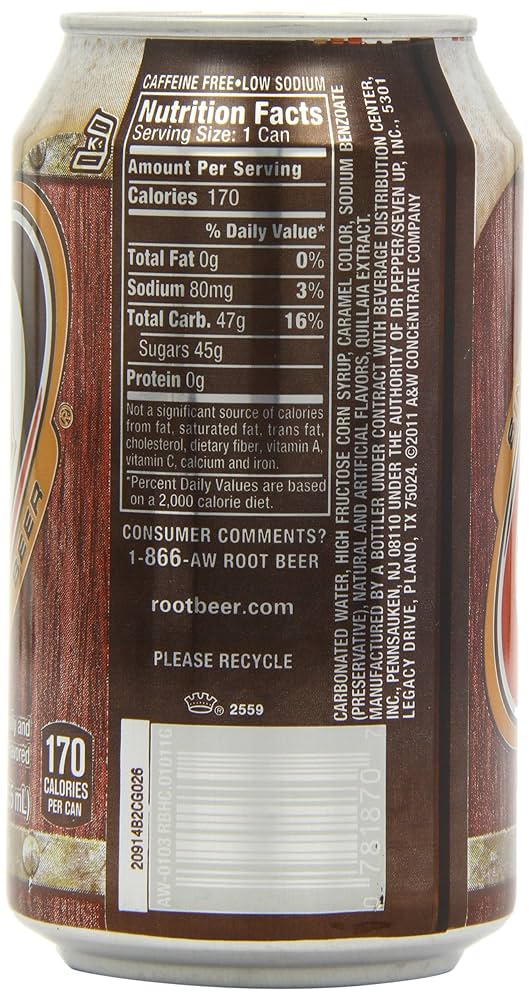 CAFFEINE FREE•LOW SODIUM
Nutrition Facts
Serving Size: 1 Can
Amount Per Serving
Calories 170
% Daily Value*
Total Fat 0g 0%
Sodium 80mg 3%
Total Carb. 47g 16%
Sugars 45g
Protein 0g
Not a significant source of calories
from fat, saturated fat, trans fat,
cholesterol, dietary fiber, vitamin A,
vitamin C, calcium and iron.
*Percent Daily Values are based
on a 2,000 calorie diet.
CONSUMER COMMENTS?
1-866-AW ROOT BEER
rootbeer.com
PLEASE RECYCLE
® 2559
CARBONATED WATER, HIGH FRUCTOSE CORN SYRUP, CARAMEL COLOR, SODIUM BENZOATE
(PRESERVATIVE), NATURAL AND ARTIFICIAL FLAVORS, QUILLAIA EXTRACT.
MANUFACTURED BY A BOTTLER UNDER CONTRACT WITH BEVERAGE DISTRIBUTION CENTER,
INC., PENNSAUKEN, NJ 08110 UNDER THE AUTHORITY OF DR PEPPER/SEVEN UP, INC., 5301
LEGACY DRIVE, PLANO, TX 75024. ©2011 A&W CONCENTRATE COMPANY
K
D
®
BEER
and
mL)
170
CALORIES
PER CAN
20914B2CG026
AW-0103 RBHC 01011G
0 781870 7